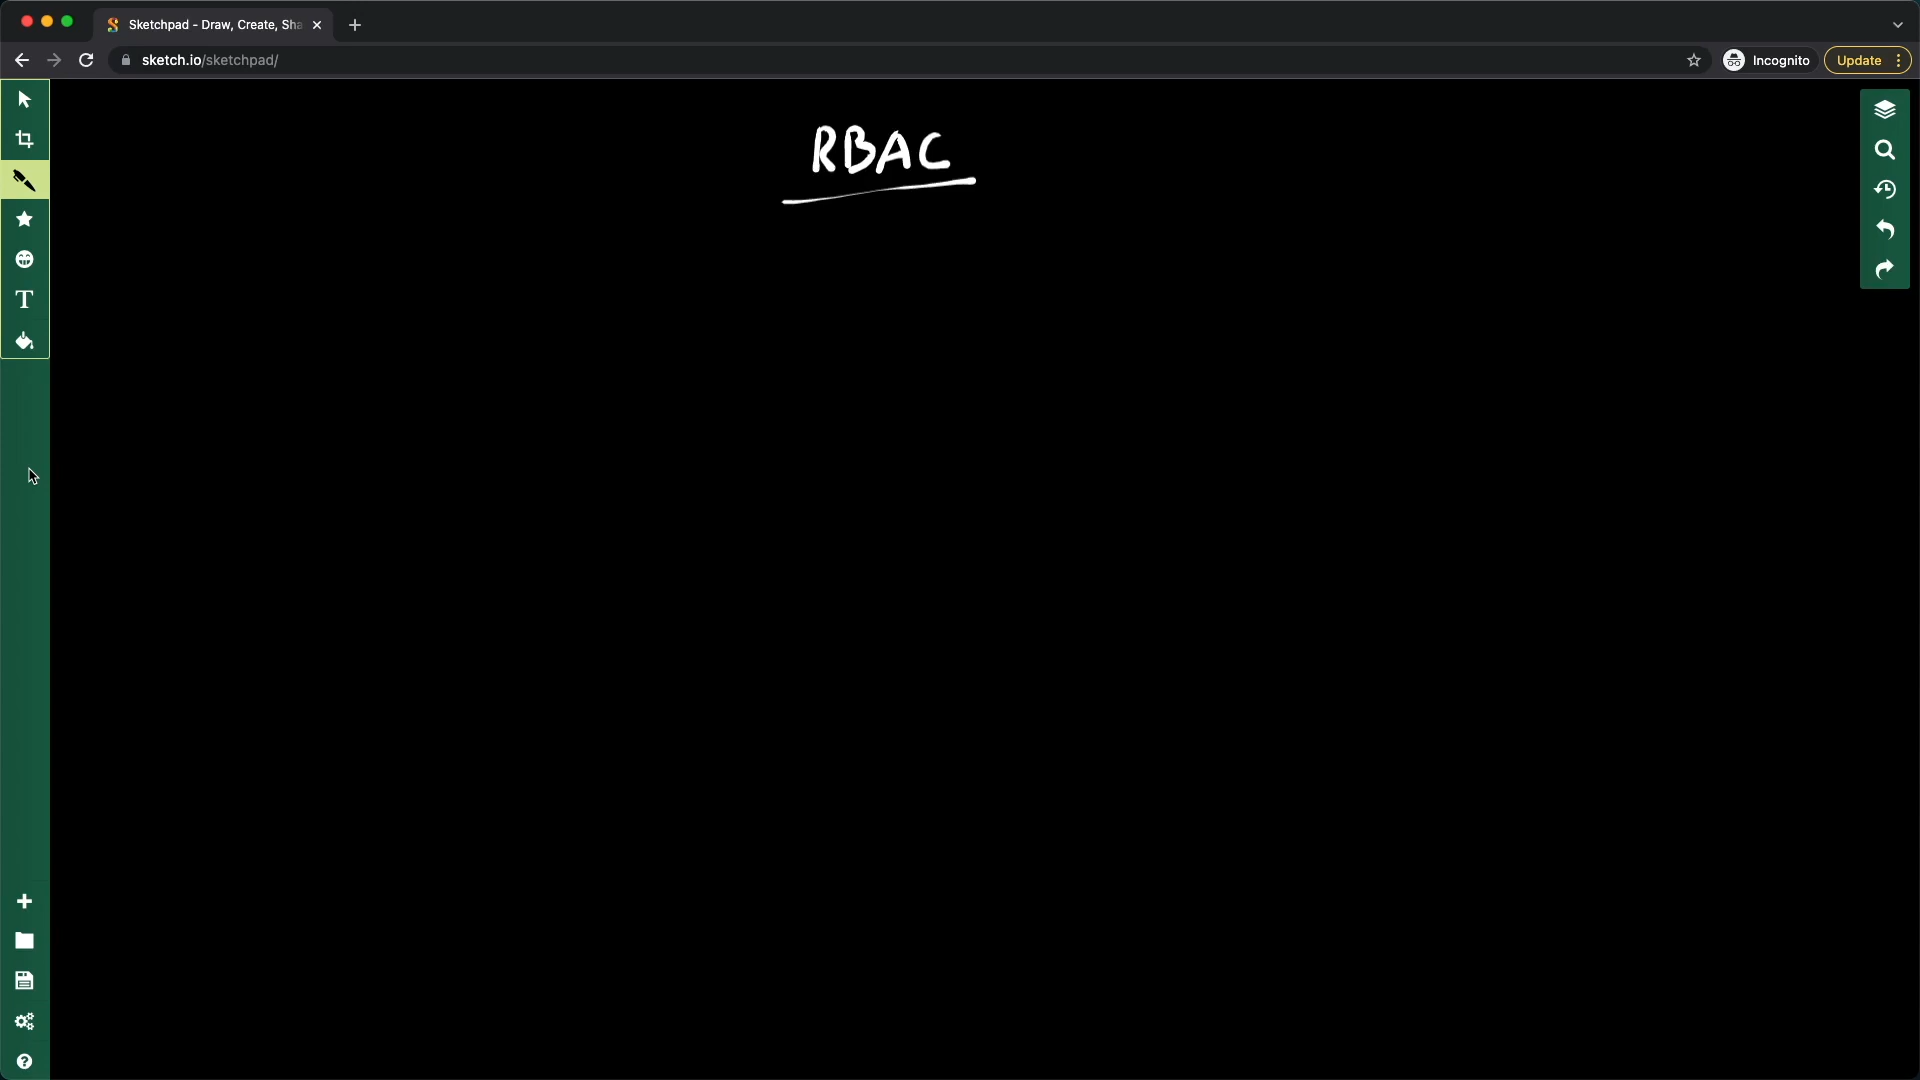 Sketchpad - Draw, Create, Sha
sketch.io/sketchpad/
Incognito
Update
RBAC
T